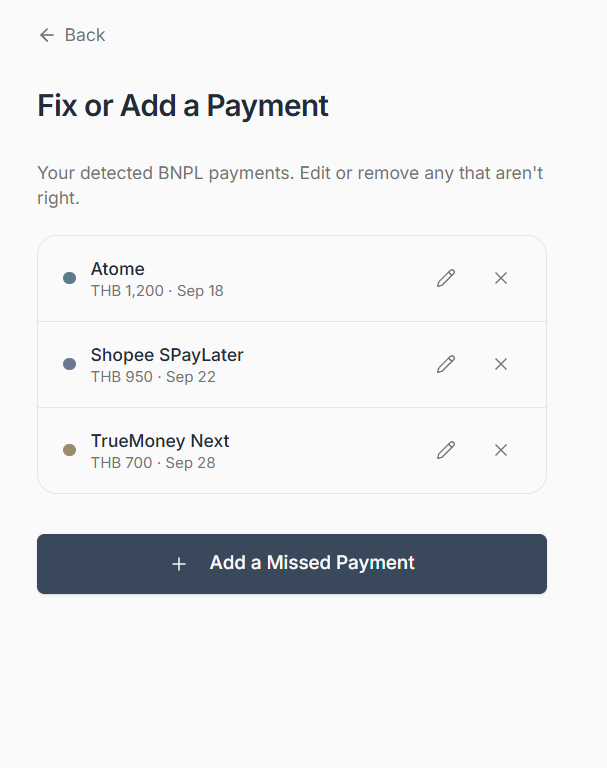 Back
Fix or Add a Payment
Your detected BNPL payments. Edit or remove any that aren't
right.
Atome
THB 1,200 · Sep 18
Shopee SPayLater
THB 950 · Sep 22
TrueMoney Next
THB 700 · Sep 28
Add a Missed Payment